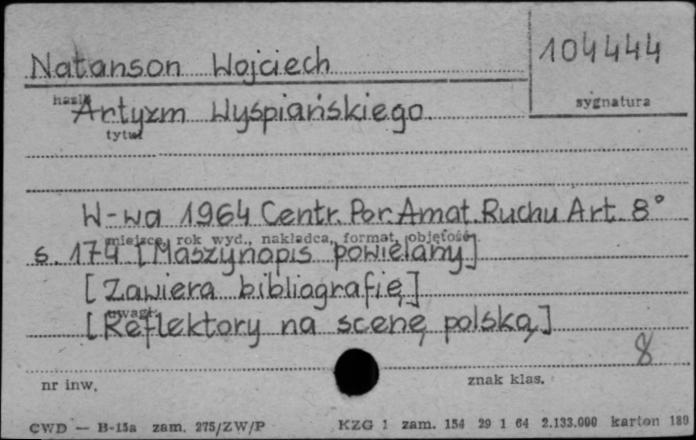 Natanson Wojciech
104444
hasło
sygnatura
Artyzm Wyspiańskiego
tytuł
W-wa 1964 Centr. Por. Amat. Ruchu Art. 8°
miejsce, rok wyd., nakładca, format, objętość
s. 174 [Maszynopis powielany]
[Zawiera bibliografię]
uwagi:
[Reflektory na scenę polską]
8
nr inw.
znak klas.
CWD — B-15a zam. 275/ZW/P
KZG 1 zam. 154 29 1 64 2.133.000 karton 180